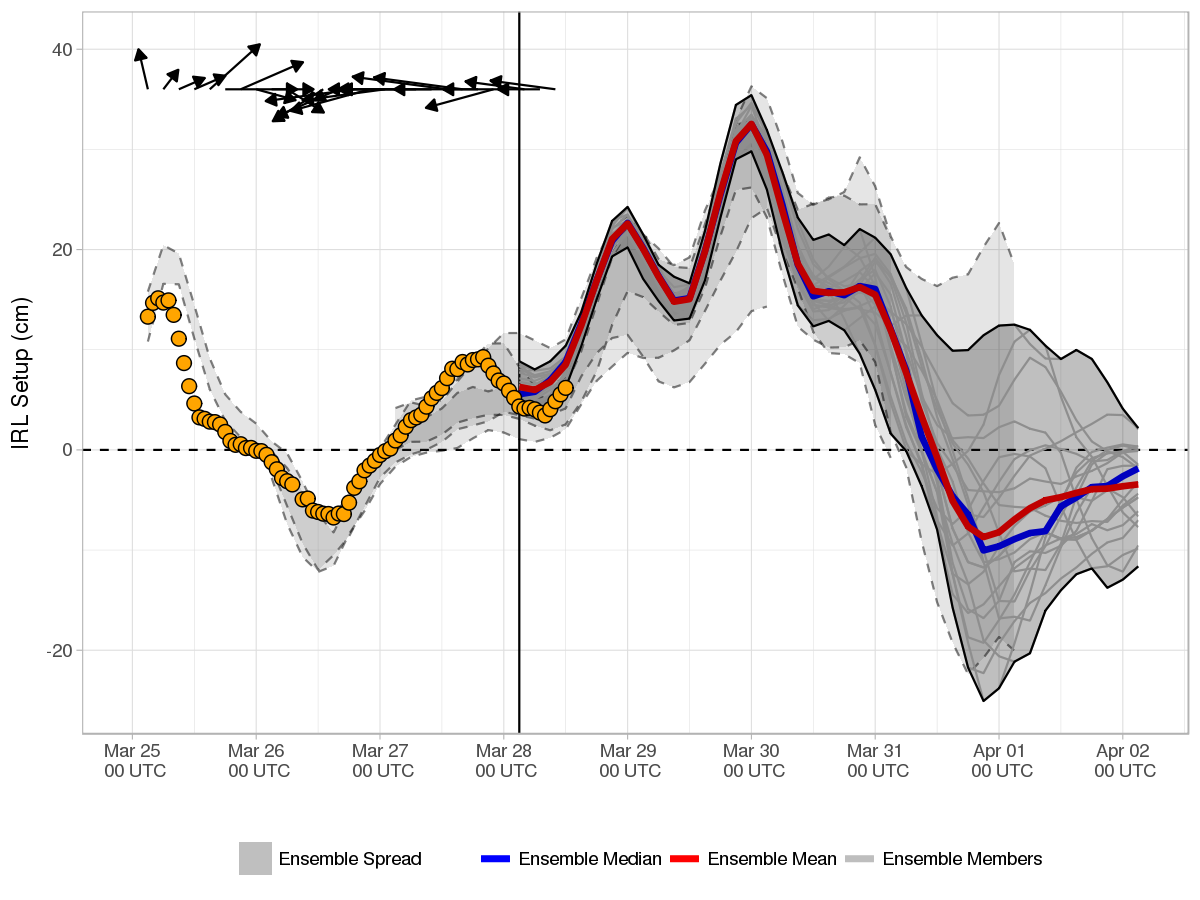 IRL Setup (cm)
40
20
0
-20
Mar 25 Mar 26 Mar 27 Mar 28 Mar 29 Mar 30 Mar 31 Apr 01 Apr 02
00 UTC 00 UTC 00 UTC 00 UTC 00 UTC 00 UTC 00 UTC 00 UTC 00 UTC
Ensemble Spread Ensemble Median Ensemble Mean Ensemble Members